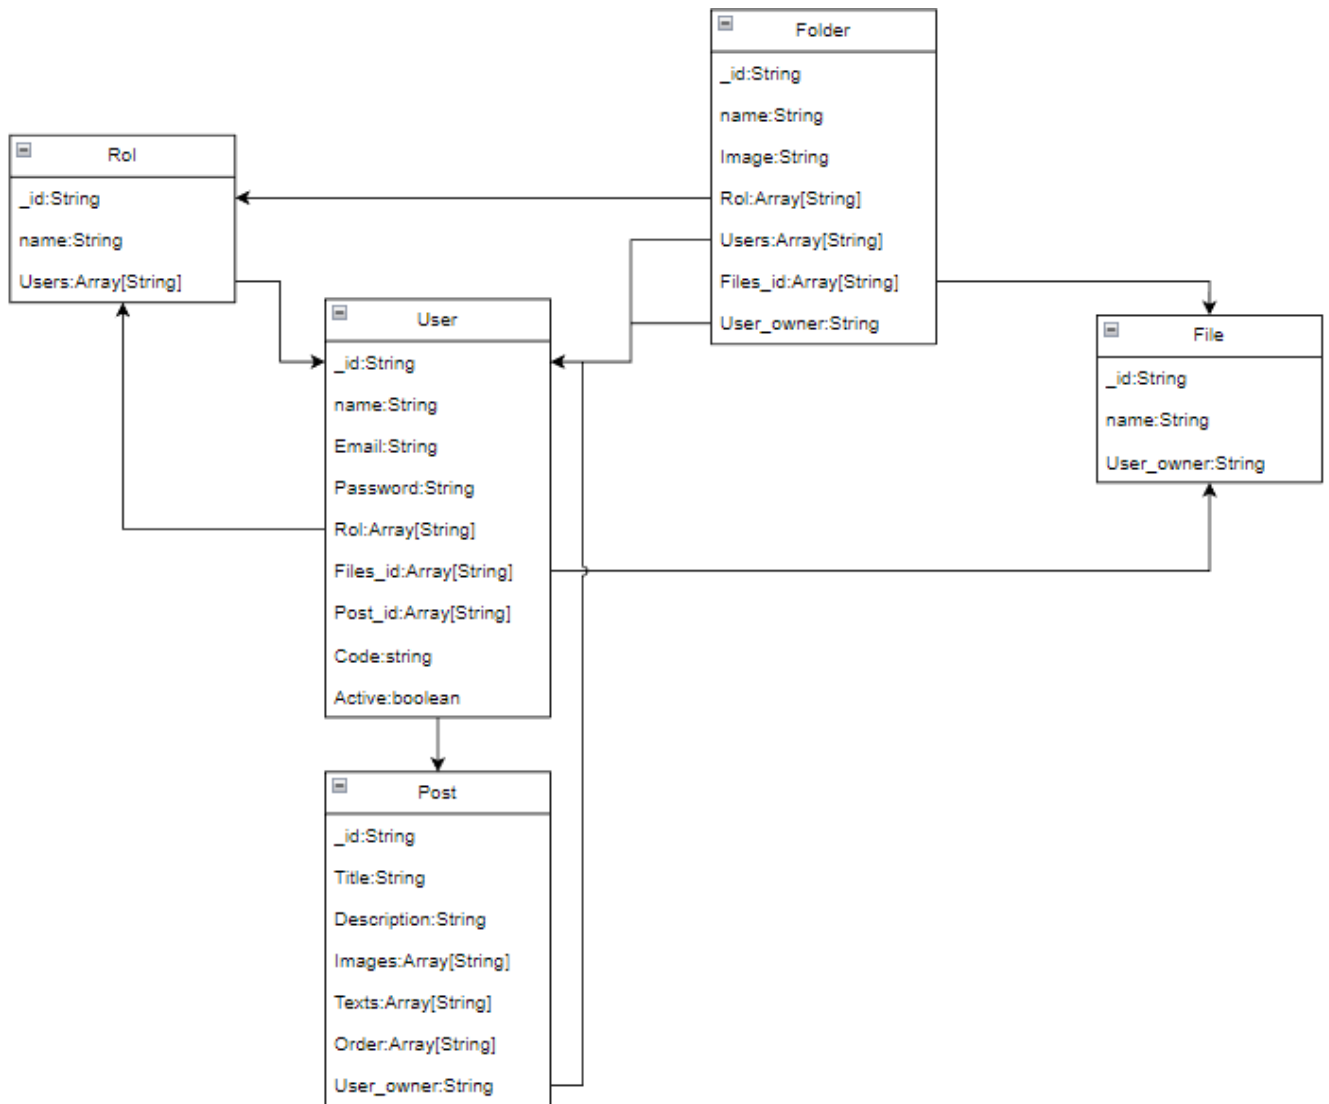 Folder
_id:String
name:String
Image:String
Rol:Array[String]
Users:Array[String]
Files_id:Array[String]
User_owner:String
Rol
_id:String
name:String
Users:Array[String]
User
_id:String
name:String
Email:String
Password:String
Rol:Array[String]
Files_id:Array[String]
Post_id:Array[String]
Code:string
Active:boolean
File
_id:String
name:String
User_owner:String
Post
_id:String
Title:String
Description:String
Images:Array[String]
Texts:Array[String]
Order:Array[String]
User_owner:String